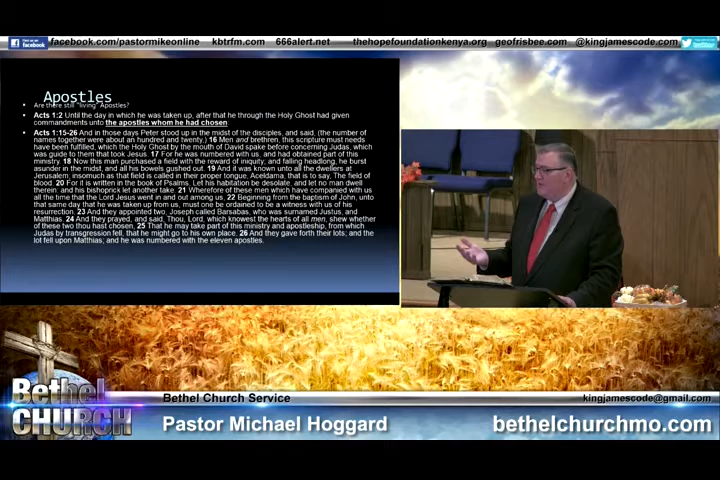 Find us on facebook
facebook.com/pastormikeonline kbtrfm.com 666alert.net thehopefoundationkenya.org geofrisbee.com @kingjamescode.com twitter
Apostles
• Are there still "living" Apostles?
• Acts 1:2 Until the day in which he was taken up, after that he through the Holy Ghost had given
commandments unto the apostles whom he had chosen:
• Acts 1:15-26 And in those days Peter stood up in the midst of the disciples, and said, (the number of
names together were about an hundred and twenty,) 16 Men and brethren, this scripture must needs
have been fulfilled, which the Holy Ghost by the mouth of David spake before concerning Judas, which
was guide to them that took Jesus. 17 For he was numbered with us, and had obtained part of this
ministry. 18 Now this man purchased a field with the reward of iniquity; and falling headlong, he burst
asunder in the midst, and all his bowels gushed out. 19 And it was known unto all the dwellers at
Jerusalem; insomuch as that field is called in their proper tongue, Aceldama, that is to say, The field of
blood. 20 For it is written in the book of Psalms, Let his habitation be desolate, and let no man dwell
therein: and his bishoprick let another take. 21 Wherefore of these men which have companied with us
all the time that the Lord Jesus went in and out among us, 22 Beginning from the baptism of John, unto
that same day that he was taken up from us, must one be ordained to be a witness with us of his
resurrection. 23 And they appointed two, Joseph called Barsabas, who was surnamed Justus, and
Matthias. 24 And they prayed, and said, Thou, Lord, which knowest the hearts of all men, shew whether
of these two thou hast chosen, 25 That he may take part of this ministry and apostleship, from which
Judas by transgression fell, that he might go to his own place. 26 And they gave forth their lots; and the
lot fell upon Matthias; and he was numbered with the eleven apostles.
Bethel
CHURCH
Bethel Church Service kingjamescode@gmail.com
Pastor Michael Hoggard bethelchurchmo.com